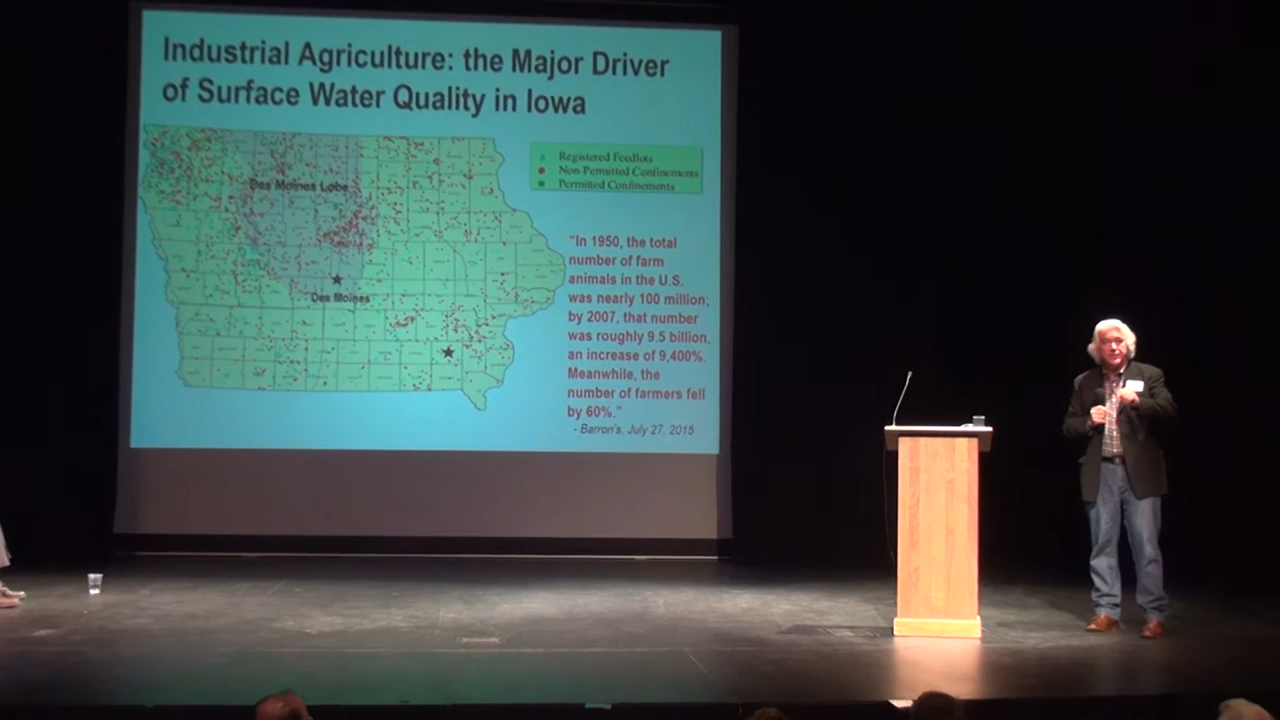 Industrial Agriculture: the Major Driver
of Surface Water Quality in Iowa
Registered Feedlots
Non-Permitted Confinements
Permitted Confinements
Des Moines Lobe
Des Moines
"In 1950, the total
number of farm
animals in the U.S.
was nearly 100 million;
by 2007, that number
was roughly 9.5 billion,
an increase of 9,400%.
Meanwhile, the
number of farmers fell
by 60%."
- Barron's, July 27, 2015